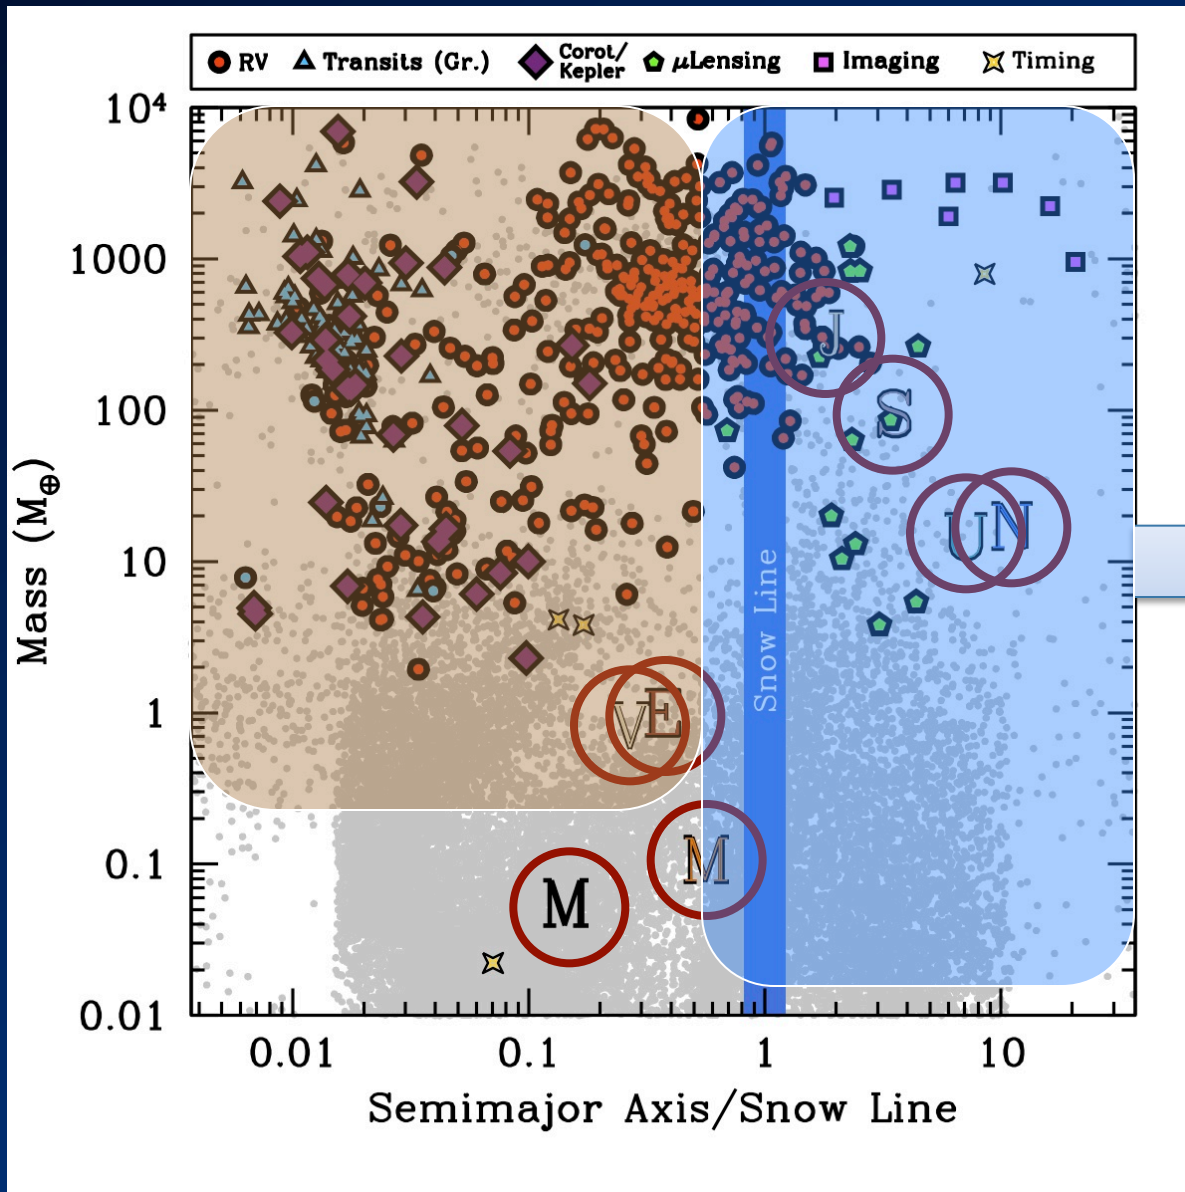 RV Transits (Gr.) Corot/
Kepler μLensing Imaging Timing
10⁴
1000
100
10
1
0.1
0.01
Mass (M⊕)
J
S
U N
Snow Line
V E
M
M
0.01 0.1 1 10
Semimajor Axis/Snow Line